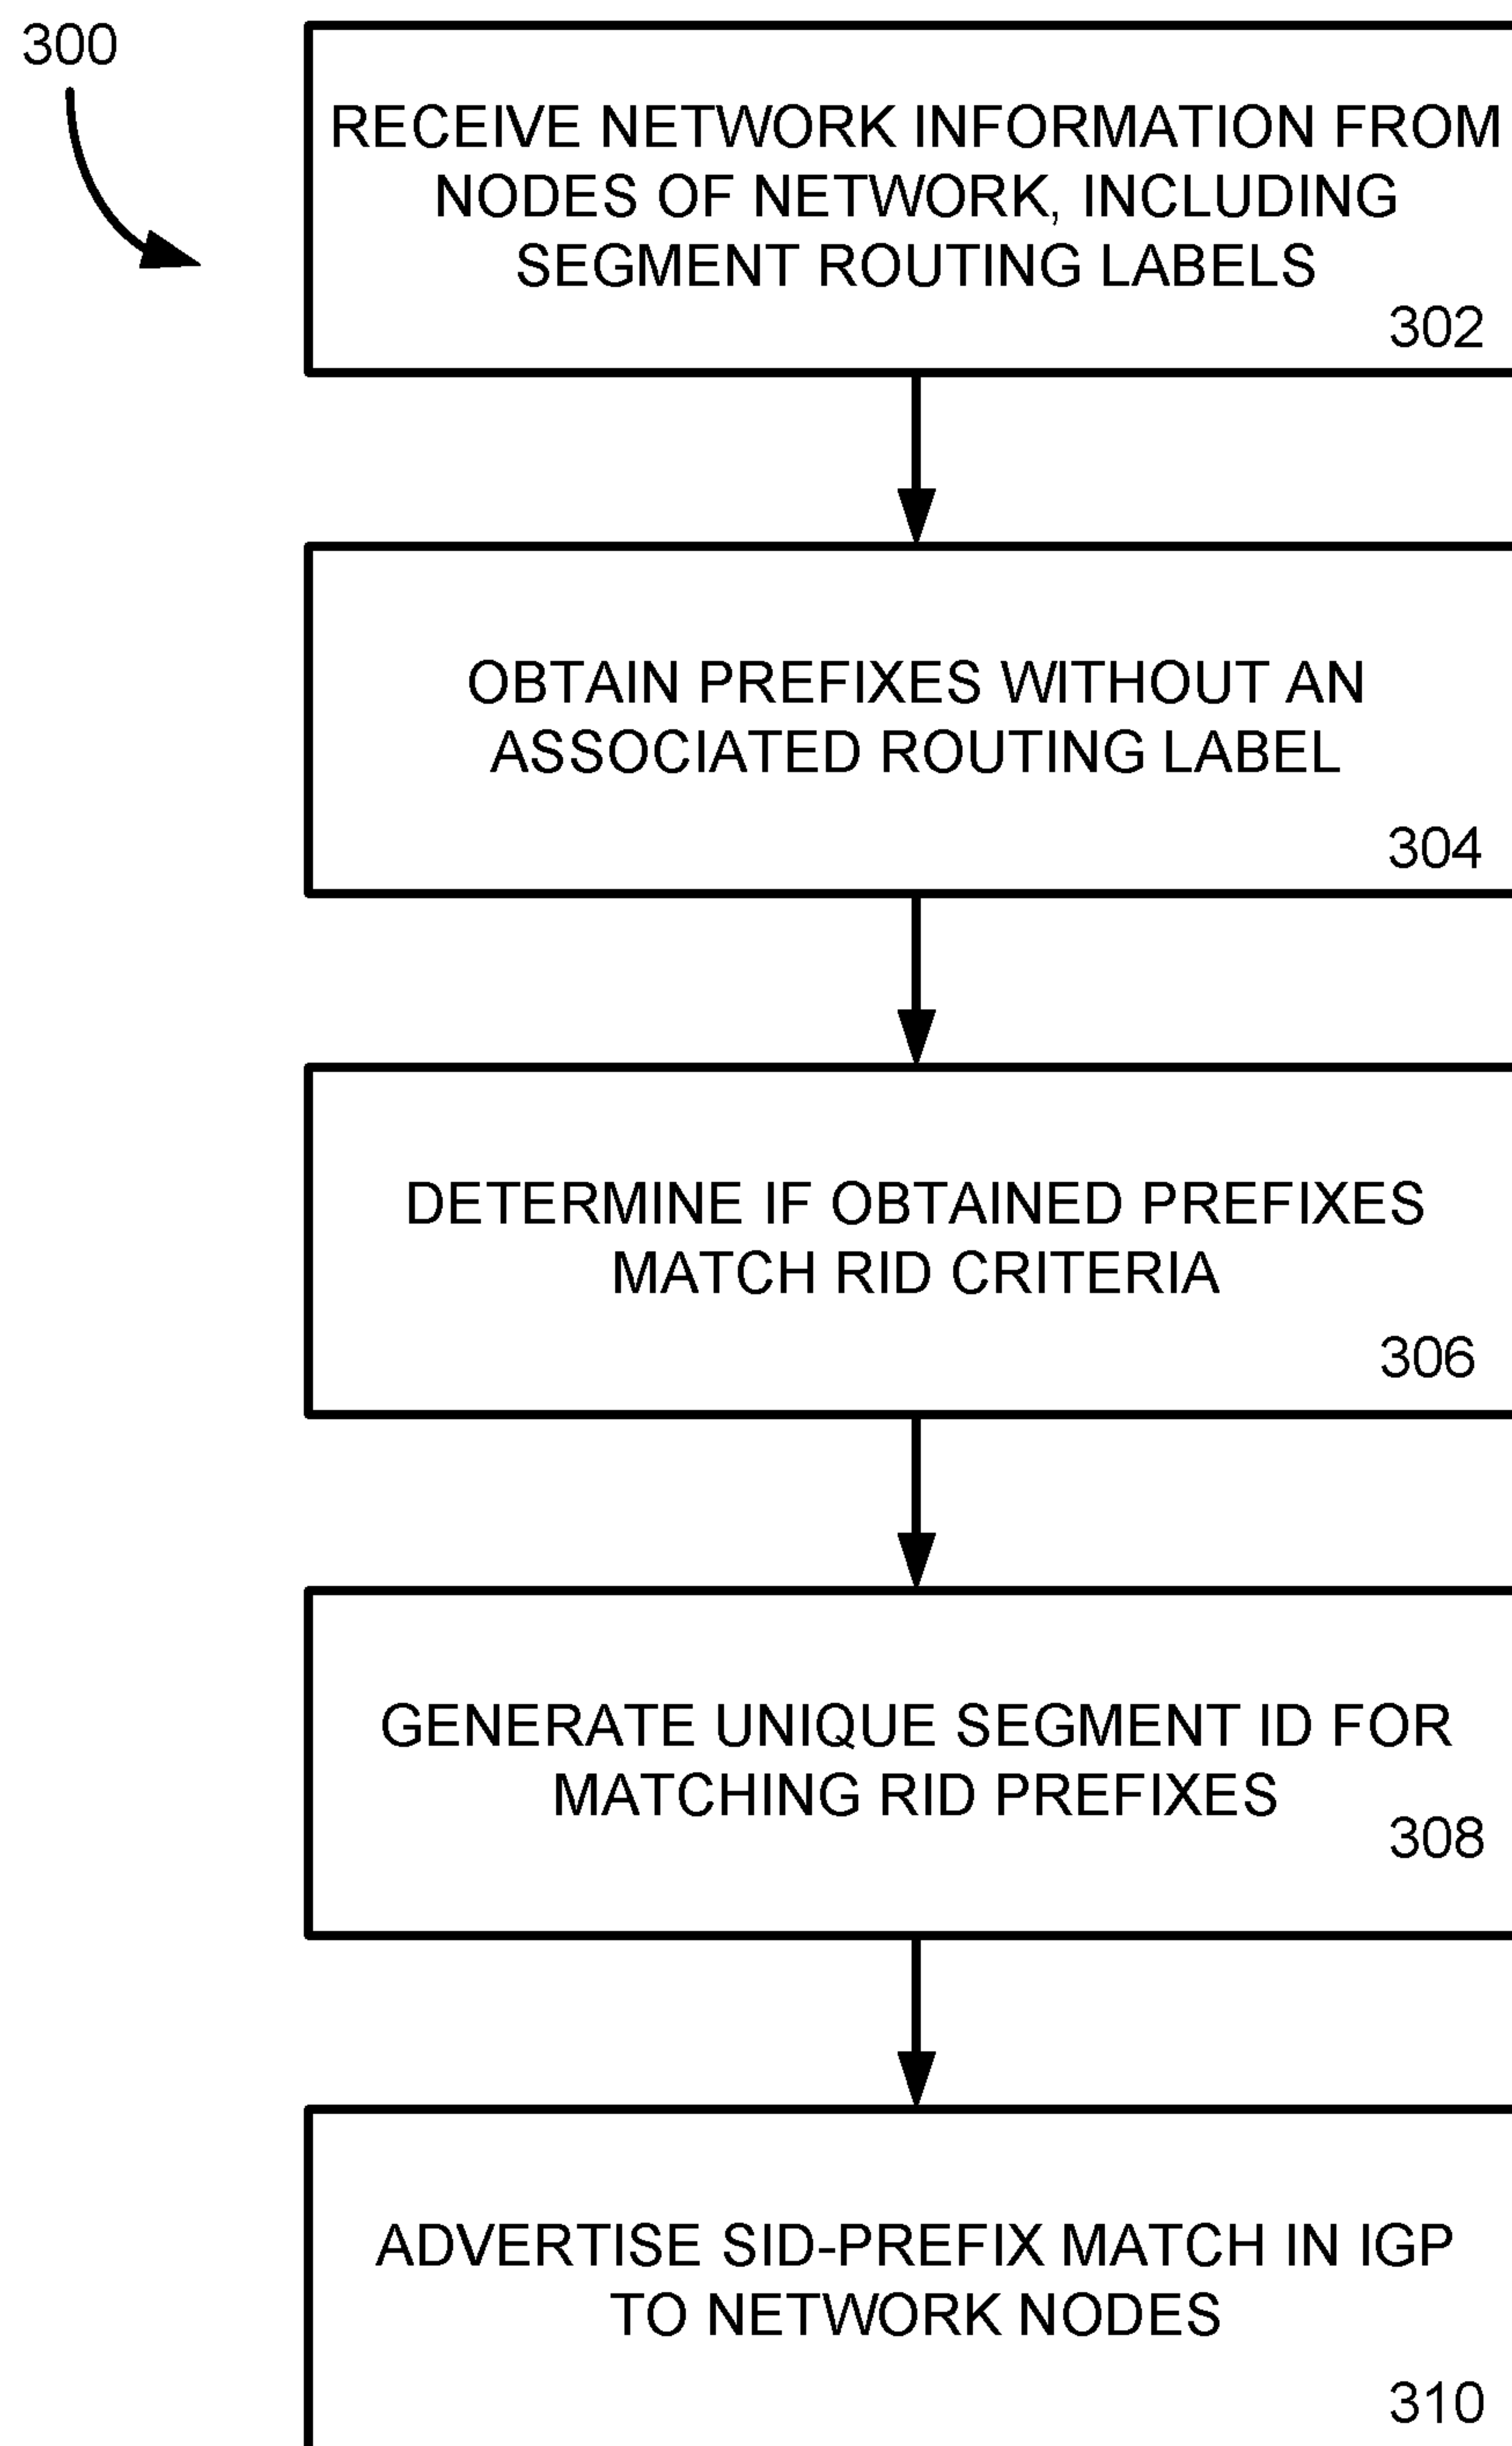 300
RECEIVE NETWORK INFORMATION FROM
NODES OF NETWORK, INCLUDING
SEGMENT ROUTING LABELS
302
OBTAIN PREFIXES WITHOUT AN
ASSOCIATED ROUTING LABEL
304
DETERMINE IF OBTAINED PREFIXES
MATCH RID CRITERIA
306
GENERATE UNIQUE SEGMENT ID FOR
MATCHING RID PREFIXES
308
ADVERTISE SID-PREFIX MATCH IN IGP
TO NETWORK NODES
310